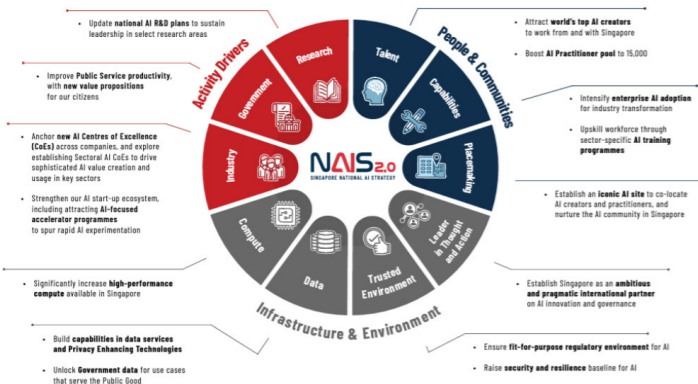 • Update national AI R&D plans to sustain
leadership in select research areas
• Improve Public Service productivity,
with new value propositions
for our citizens
• Anchor new AI Centres of Excellence
(CoEs) across companies, and explore
establishing Sectoral AI CoEs to drive
sophisticated AI value creation and
usage in key sectors
• Strengthen our AI start-up ecosystem,
including attracting AI-focused
accelerator programmes
to spur rapid AI experimentation
• Significantly increase high-performance
compute available in Singapore
• Build capabilities in data services
and Privacy Enhancing Technologies
• Unlock Government data for use cases
that serve the Public Good
Activity Drivers
Research
Government
Industry
NAIS 2.0
SINGAPORE NATIONAL AI STRATEGY
People & Communities
Talent
Capabilities
Placemaking
Infrastructure & Environment
Compute
Data
Trusted
Environment
Leader
in Thought
and Action
• Attract world's top AI creators
to work from and with Singapore
• Boost AI Practitioner pool to 15,000
• Intensify enterprise AI adoption
for industry transformation
• Upskill workforce through
sector-specific AI training
programmes
• Establish an iconic AI site to co-locate
AI creators and practitioners, and
nurture the AI community in Singapore
• Establish Singapore as an ambitious
and pragmatic international partner
on AI innovation and governance
• Ensure fit-for-purpose regulatory environment for AI
• Raise security and resilience baseline for AI